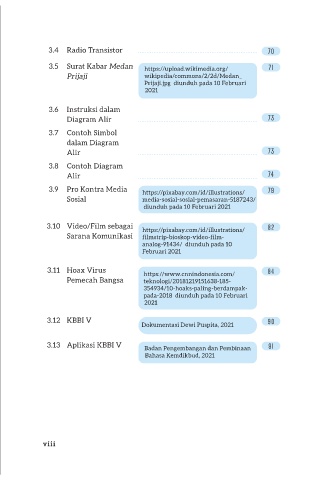 3.4 Radio Transistor 70
3.5 Surat Kabar Medan https://upload.wikimedia.org/ 71
Prijaji wikipedia/commons/2/2d/Medan_
Prijaji.jpg diunduh pada 10 Februari
2021
3.6 Instruksi dalam
Diagram Alir 73
3.7 Contoh Simbol
dalam Diagram
Alir 73
3.8 Contoh Diagram
Alir 74
3.9 Pro Kontra Media https://pixabay.com/id/illustrations/ 78
Sosial media-sosial-sosial-pemasaran-5187243/
diunduh pada 10 Februari 2021
3.10 Video/Film sebagai https://pixabay.com/id/illustrations/ 82
Sarana Komunikasi filmstrip-bioskop-video-film-
analog-91434/ diunduh pada 10
Februari 2021
3.11 Hoax Virus https://www.cnnindonesia.com/ 84
Pemecah Bangsa teknologi/20181219151638-185-
354934/10-hoaks-paling-berdampak-
pada-2018 diunduh pada 10 Februari
2021
3.12 KBBI V Dokumentasi Dewi Puspita, 2021 90
3.13 Aplikasi KBBI V Badan Pengembangan dan Pembinaan 91
Bahasa Kemdikbud, 2021
viii